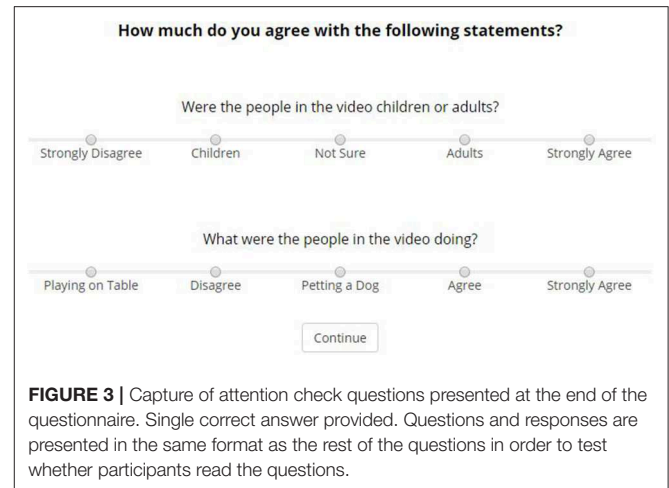 How much do you agree with the following statements?
Were the people in the video children or adults?
Strongly Disagree Children Not Sure Adults Strongly Agree
What were the people in the video doing?
Playing on Table Disagree Petting a Dog Agree Strongly Agree
Continue
FIGURE 3 | Capture of attention check questions presented at the end of the
questionnaire. Single correct answer provided. Questions and responses are
presented in the same format as the rest of the questions in order to test
whether participants read the questions.